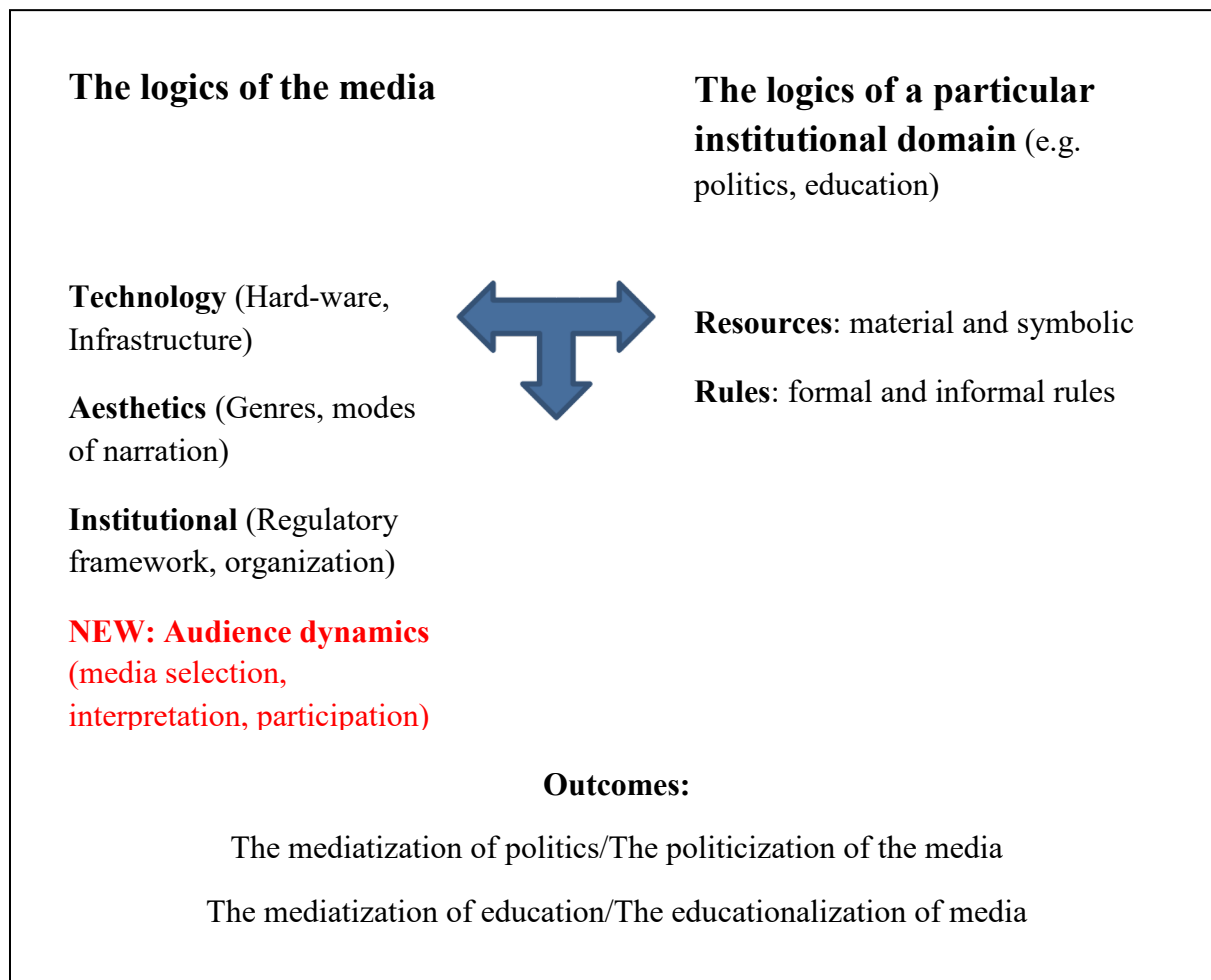 The logics of the media
The logics of a particular
institutional domain (e.g.
politics, education)
Technology (Hard-ware,
Infrastructure)
Aesthetics (Genres, modes
of narration)
Institutional (Regulatory
framework, organization)
NEW: Audience dynamics
(media selection,
interpretation, participation)
Resources: material and symbolic
Rules: formal and informal rules
Outcomes:
The mediatization of politics/The politicization of the media
The mediatization of education/The educationalization of media